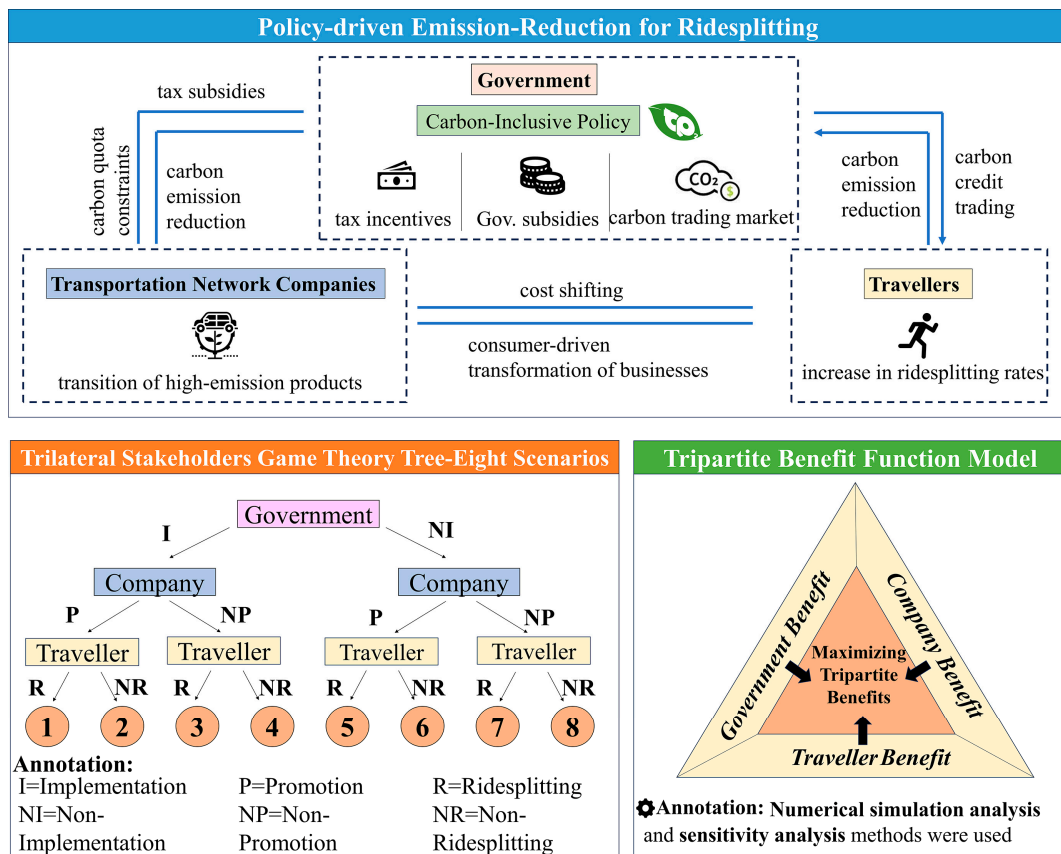 Policy-driven Emission-Reduction for Ridesplitting
Government
Carbon-Inclusive Policy
CO2
tax incentives
Gov. subsidies
CO₂
$
carbon trading market
tax subsidies
carbon quota
constraints
carbon
emission
reduction
carbon
emission
reduction
carbon
credit
trading
Transportation Network Companies
transition of high-emission products
cost shifting
consumer-driven
transformation of businesses
Travellers
increase in ridesplitting rates
Trilateral Stakeholders Game Theory Tree-Eight Scenarios
Government
I
NI
Company
Company
P
NP
P
NP
Traveller
Traveller
Traveller
Traveller
R
NR
R
NR
R
NR
R
NR
1
2
3
4
5
6
7
8
Annotation:
I=Implementation
P=Promotion
R=Ridesplitting
NI=Non-
NP=Non-
NR=Non-
Implementation
Promotion
Ridesplitting
Tripartite Benefit Function Model
Government Benefit
Company Benefit
Maximizing
Tripartite
Benefits
Traveller Benefit
Annotation: Numerical simulation analysis
and sensitivity analysis methods were used